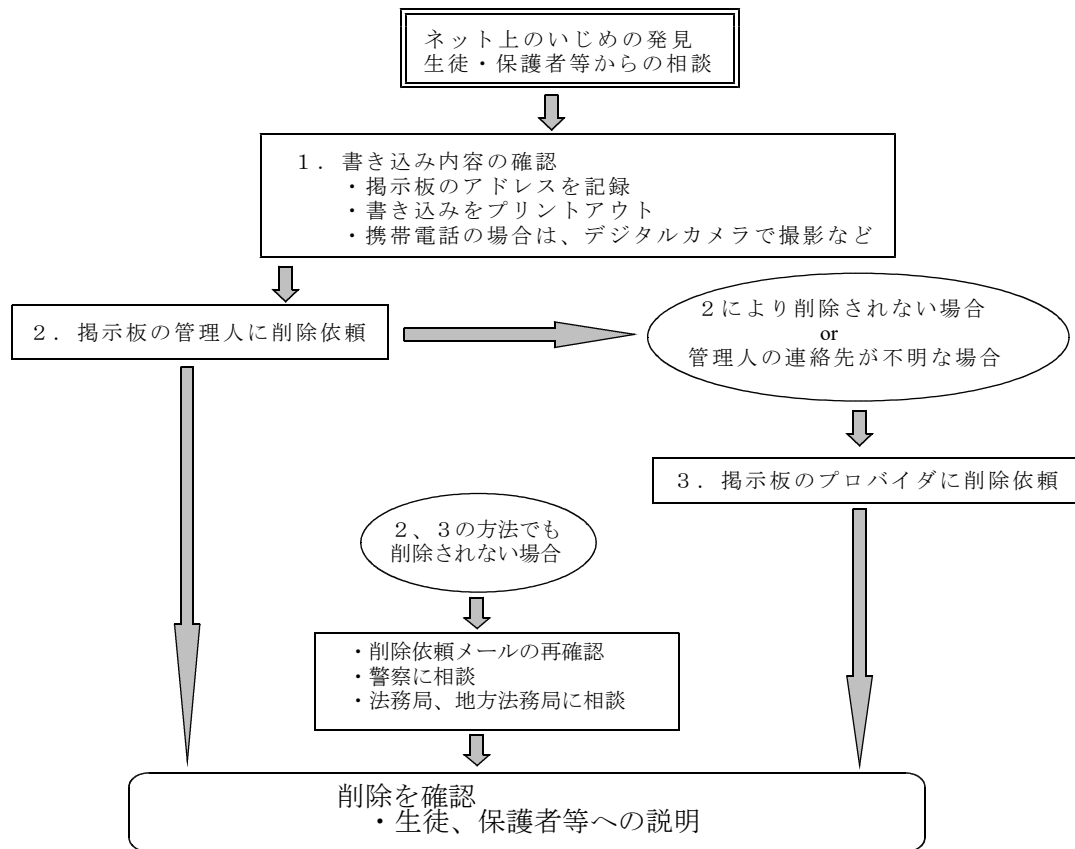 ネット上のいじめの発見
生徒・保護者等からの相談
１．書き込み内容の確認
・掲示板のアドレスを記録
・書き込みをプリントアウト
・携帯電話の場合は、デジタルカメラで撮影など
２．掲示板の管理人に削除依頼
２により削除されない場合
or
管理人の連絡先が不明な場合
３．掲示板のプロバイダに削除依頼
２、３の方法でも
削除されない場合
・削除依頼メールの再確認
・警察に相談
・法務局、地方法務局に相談
削除を確認
・生徒、保護者等への説明